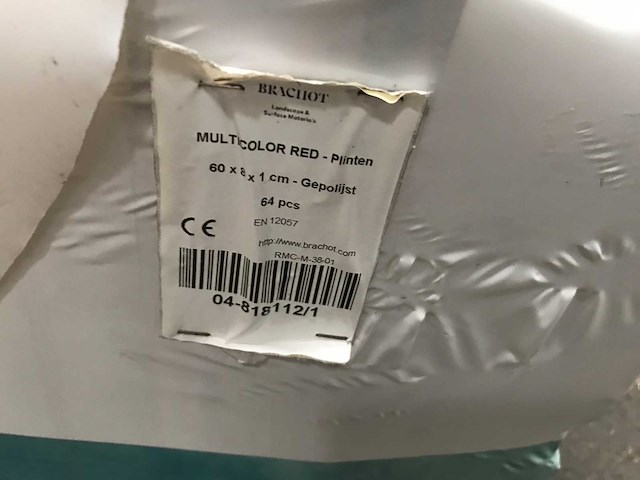 BRACHOT
Landscape &
Surface Materials
MULTICOLOR RED - Plinten
60 x 8 x 1 cm - Gepolijst
64 pcs
EN 12057
CE
http://www.brachot.com
RMC-M-38-01
04-818112/1